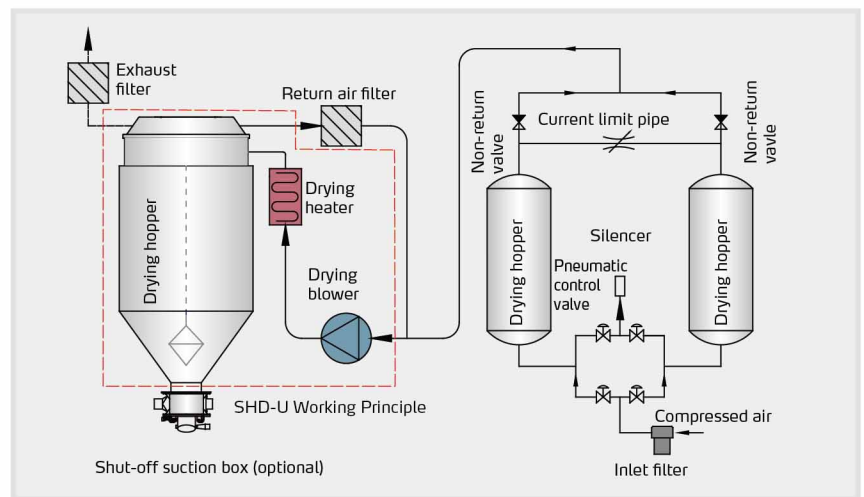 Exhaust
filter
Return air filter
Drying hopper
Drying
heater
Drying
blower
SHD-U Working Principle
Shut-off suction box (optional)
Non-return
valve
Current limit pipe
Non-return
vavle
Drying hopper
Silencer
Pneumatic
control
valve
Drying hopper
Compressed air
Inlet filter